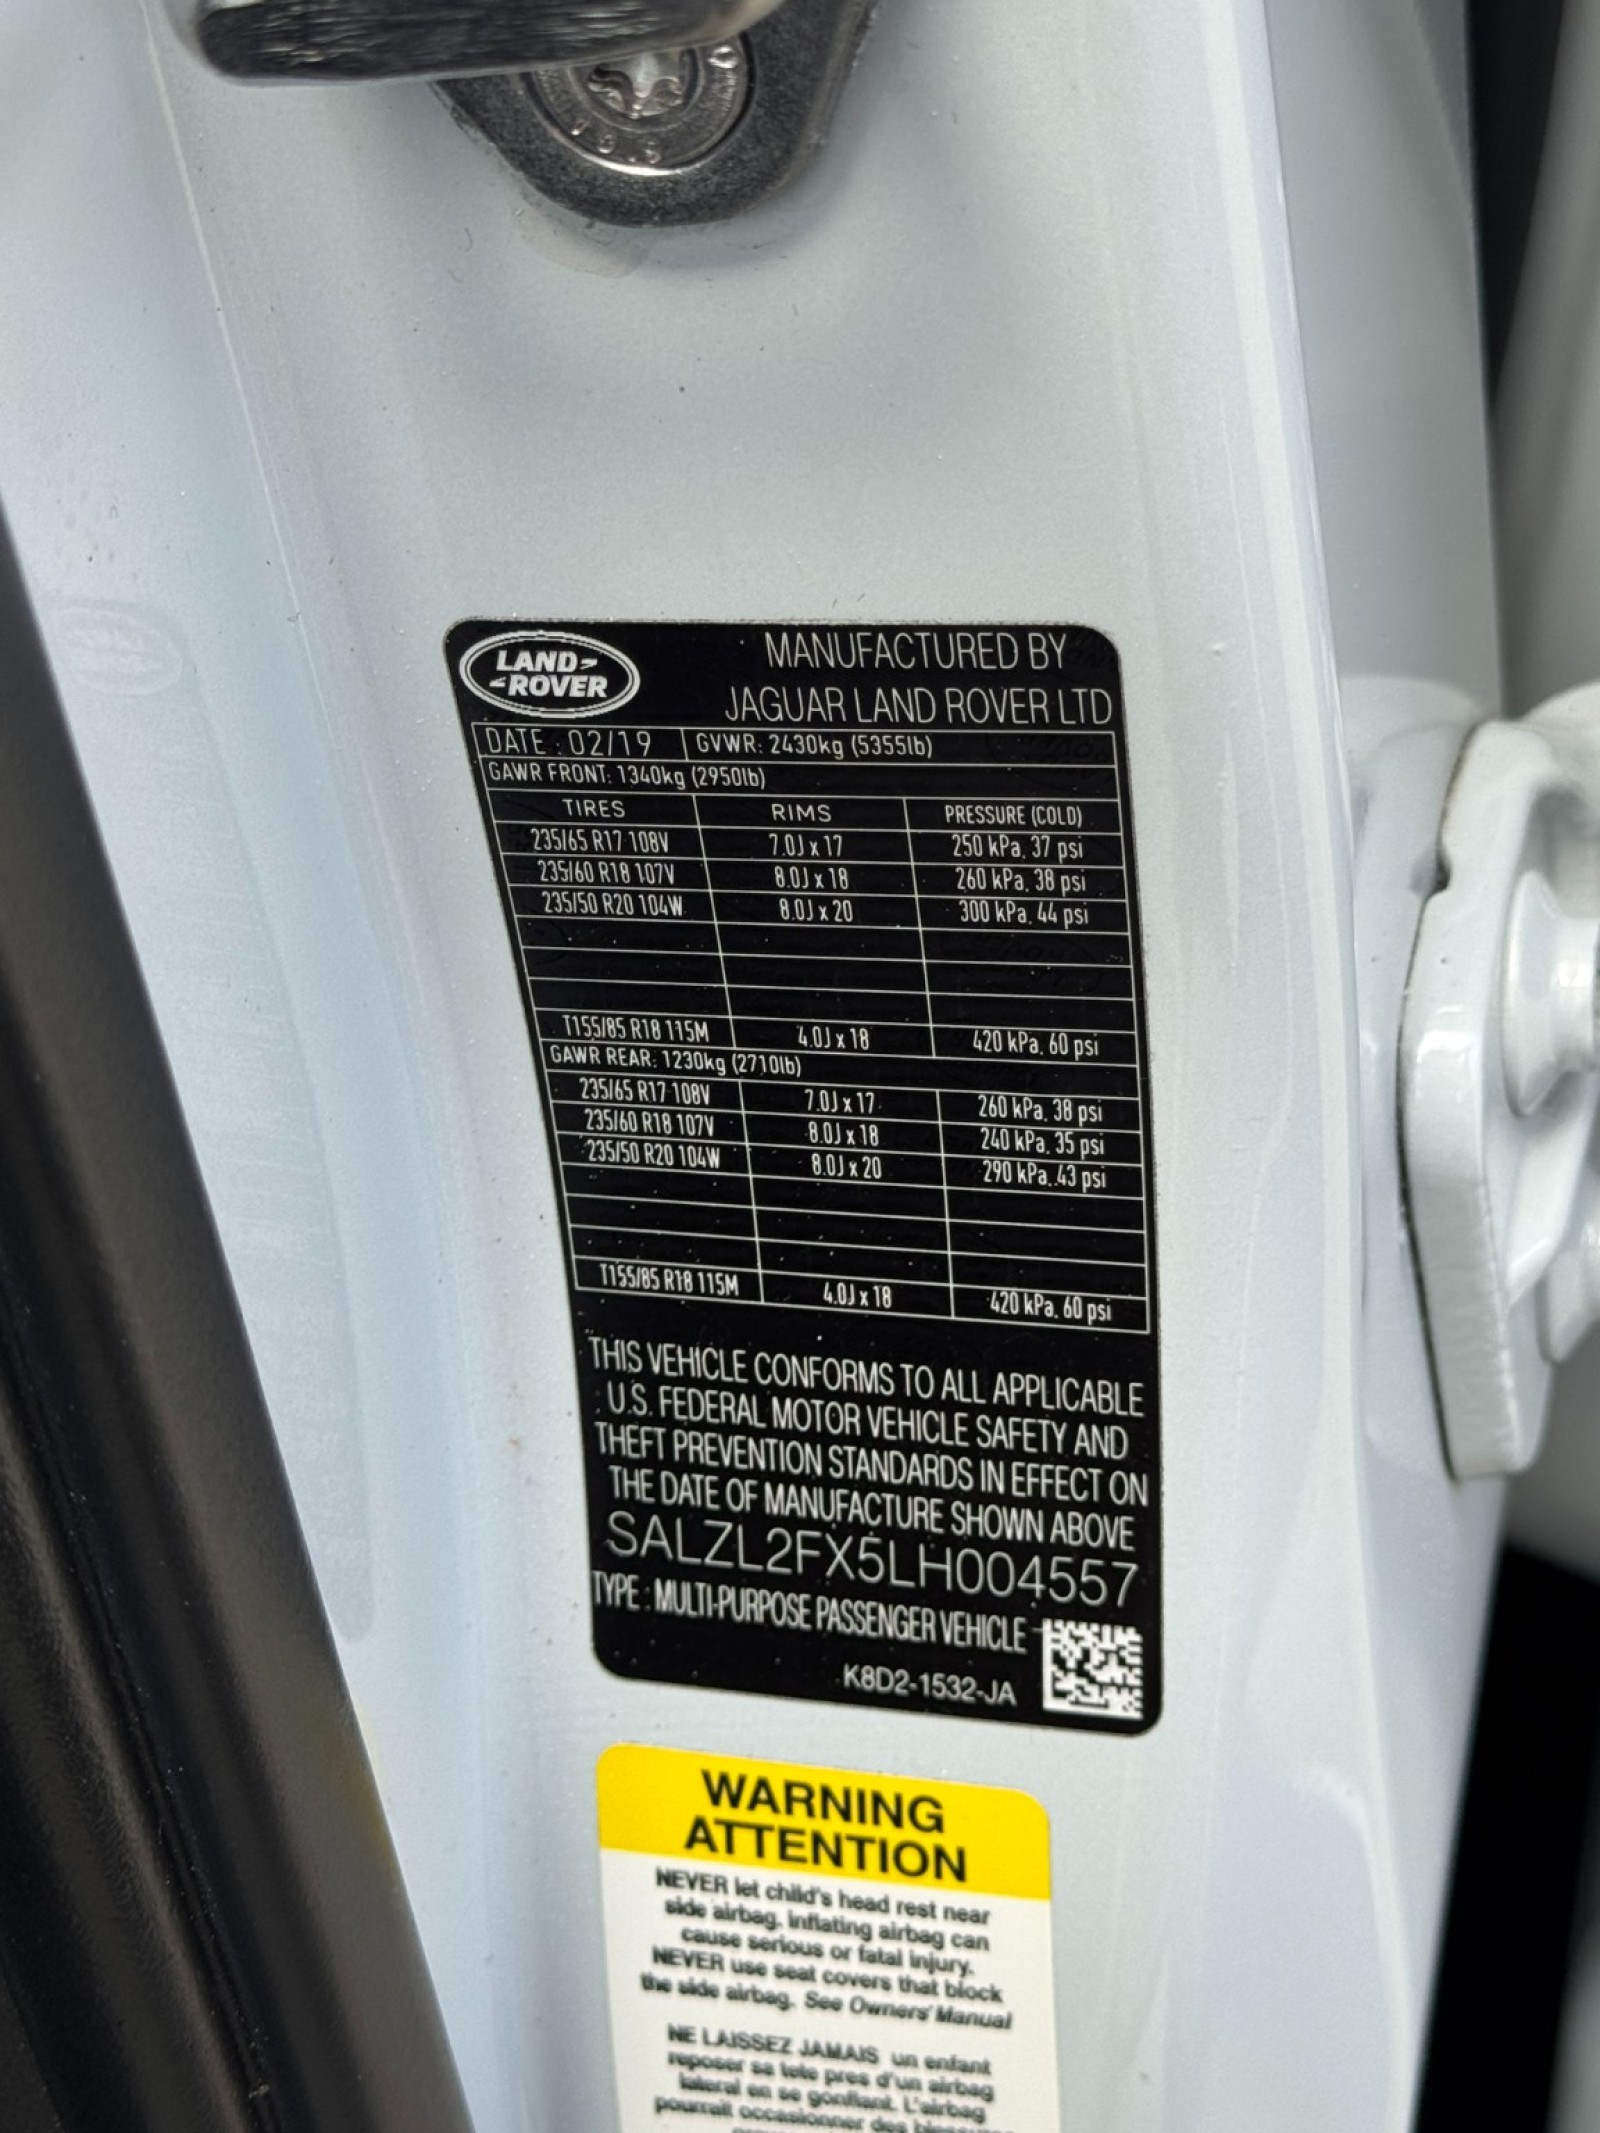 LAND-
-ROVER
MANUFACTURED BY
JAGUAR LAND ROVER LTD
DATE : 02/19 GVWR: 2430kg (5355lb)
GAWR FRONT: 1340kg (2950lb)
TIRES RIMS PRESSURE (COLD)
235/65 R17 108V 7.0J x 17 250 kPa, 37 psi
235/60 R18 107V 8.0J x 18 260 kPa, 38 psi
235/50 R20 104W 8.0J x 20 300 kPa, 44 psi
T155/85 R18 115M 4.0J x 18 420 kPa, 60 psi
GAWR REAR: 1230kg (2710lb)
235/65 R17 108V 7.0J x 17 260 kPa, 38 psi
235/60 R18 107V 8.0J x 18 240 kPa, 35 psi
235/50 R20 104W 8.0J x 20 290 kPa, 43 psi
T155/85 R18 115M 4.0J x 18 420 kPa, 60 psi
THIS VEHICLE CONFORMS TO ALL APPLICABLE
U.S. FEDERAL MOTOR VEHICLE SAFETY AND
THEFT PREVENTION STANDARDS IN EFFECT ON
THE DATE OF MANUFACTURE SHOWN ABOVE
SALZL2FX5LH004557
TYPE : MULTI-PURPOSE PASSENGER VEHICLE
K8D2-1532-JA
WARNING
ATTENTION
NEVER let child's head rest near
side airbag. Inflating airbag can
cause serious or fatal injury.
NEVER use seat covers that block
the side airbag. See Owners' Manual
NE LAISSEZ JAMAIS un enfant
reposer sa tete pres d'un airbag
lateral en se gonflant. L'airbag
pourrait occasionner des